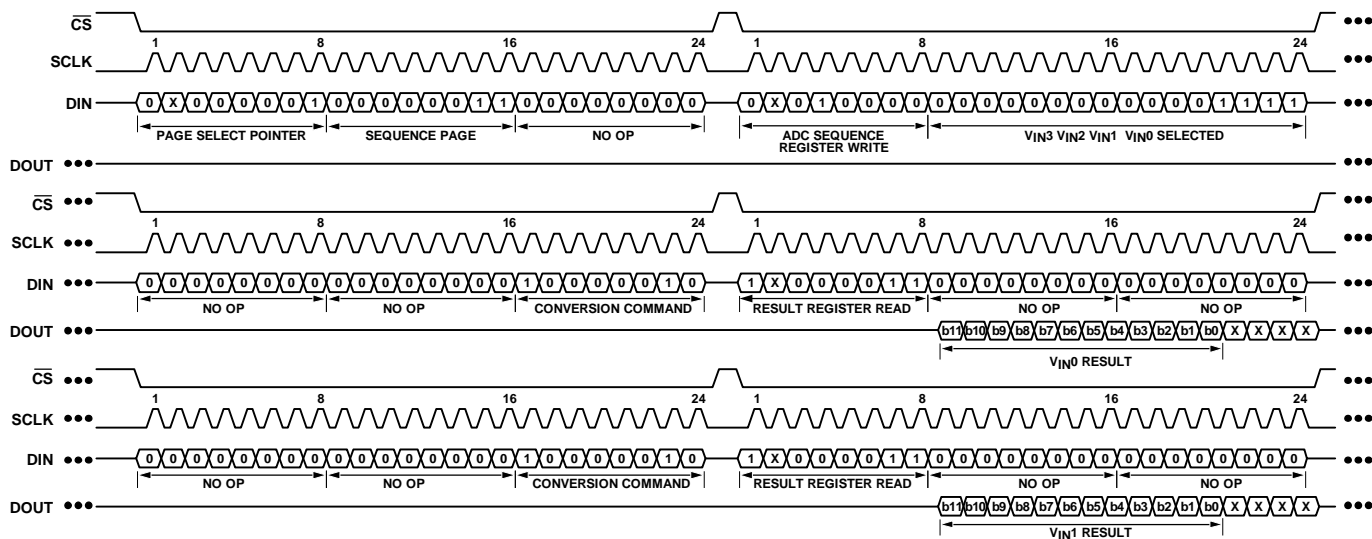 CS
1 8 16 24 1 8 16 24
SCLK
DIN 0 X 0 0 0 0 0 1 0 0 0 0 0 0 1 1 0 0 0 0 0 0 0 0 0 X 0 1 0 0 0 0 0 0 0 0 0 0 0 0 0 0 0 0 1 1 1 1
PAGE SELECT POINTER SEQUENCE PAGE NO OP ADC SEQUENCE REGISTER WRITE VIN3 VIN2 VIN1 VIN0 SELECTED
DOUT
CS
1 8 16 24 1 8 16 24
SCLK
DIN 0 0 0 0 0 0 0 0 0 0 0 0 0 0 0 0 1 0 0 0 0 0 1 0 1 X 0 0 0 0 1 1 0 0 0 0 0 0 0 0 0 0 0 0 0 0 0 0
NO OP NO OP CONVERSION COMMAND RESULT REGISTER READ NO OP NO OP
DOUT b11 b10 b9 b8 b7 b6 b5 b4 b3 b2 b1 b0 X X X X
VIN0 RESULT
CS
1 8 16 24 1 8 16 24
SCLK
DIN 0 0 0 0 0 0 0 0 0 0 0 0 0 0 0 0 1 0 0 0 0 0 1 0 1 X 0 0 0 0 1 1 0 0 0 0 0 0 0 0 0 0 0 0 0 0 0 0
NO OP NO OP CONVERSION COMMAND RESULT REGISTER READ NO OP NO OP
DOUT b11 b10 b9 b8 b7 b6 b5 b4 b3 b2 b1 b0 X X X X
VIN1 RESULT